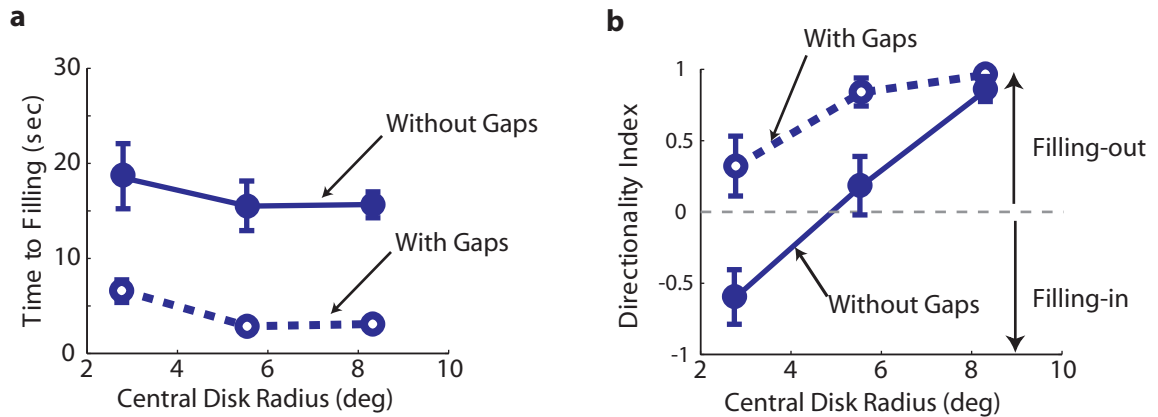 a
Time to Filling (sec)
30
20
10
0
2
4
6
8
10
Without Gaps
With Gaps
Central Disk Radius (deg)
b
Directionality Index
1
0.5
0
-0.5
-1
2
4
6
8
10
With Gaps
Without Gaps
Filling-out
Filling-in
Central Disk Radius (deg)